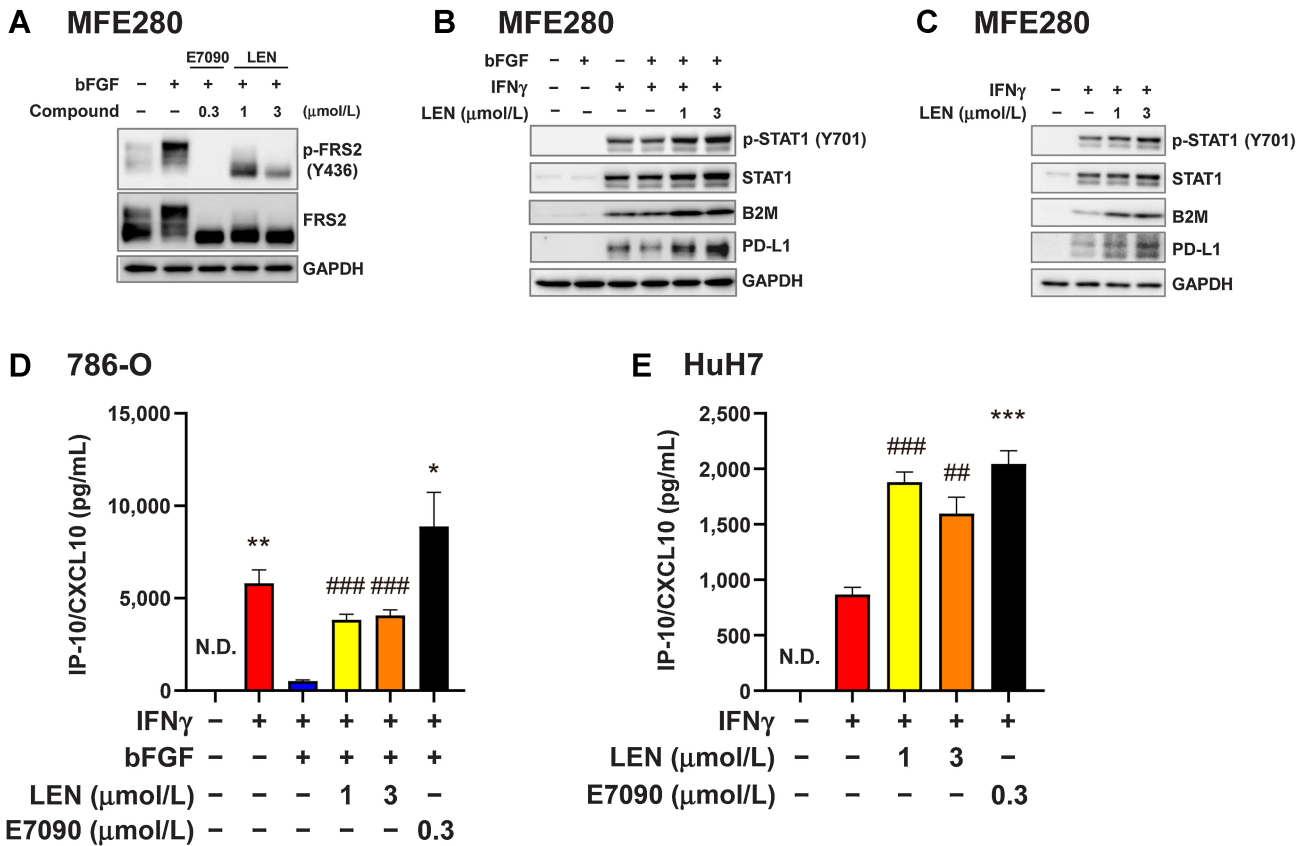 A MFE280
E7090 LEN
bFGF – + + + +
Compound – – 0.3 1 3 (μmol/L)
p-FRS2
(Y436)
FRS2
GAPDH
B MFE280
bFGF – + – + + +
IFNγ – – + + + +
LEN (μmol/L) – – – – 1 3
p-STAT1 (Y701)
STAT1
B2M
PD-L1
GAPDH
C MFE280
IFNγ – + + +
LEN (μmol/L) – – 1 3
p-STAT1 (Y701)
STAT1
B2M
PD-L1
GAPDH
D 786-O
IP-10/CXCL10 (pg/mL)
15,000
10,000
5,000
0
N.D.
**
###
###
*
IFNγ – + + + + +
bFGF – – + + + +
LEN (μmol/L) – – – 1 3 –
E7090 (μmol/L) – – – – – 0.3
E HuH7
IP-10/CXCL10 (pg/mL)
2,500
2,000
1,500
1,000
500
0
N.D.
###
##
***
IFNγ – + + + +
LEN (μmol/L) – – 1 3 –
E7090 (μmol/L) – – – – 0.3